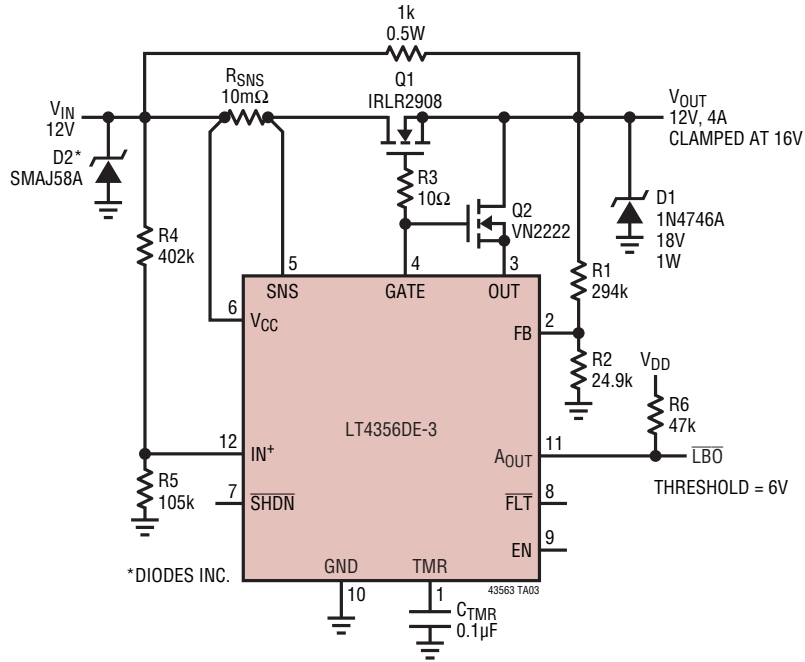 1k
0.5W
RSNS
10mΩ
Q1
IRLR2908
VIN
12V
VOUT
12V, 4A
CLAMPED AT 16V
D2*
SMAJ58A
R3
10Ω
D1
1N4746A
18V
1W
Q2
VN2222
R4
402k
5
4
3
SNS
GATE
OUT
R1
294k
6
VCC
2
FB
R2
24.9k
VDD
R6
47k
LT4356DE-3
12
IN+
AOUT
11
LBO
R5
105k
7
SHDN
FLT
8
THRESHOLD = 6V
EN
9
*DIODES INC.
GND
TMR
43563 TA03
10
1
CTMR
0.1µF